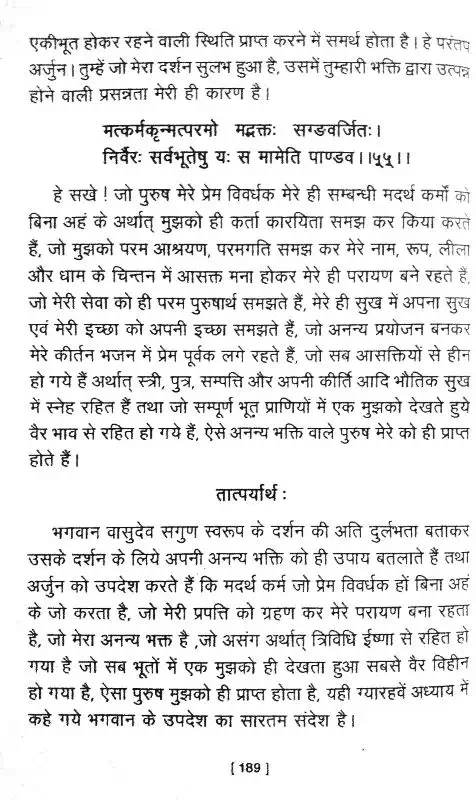 एकीभूत होकर रहने वाली स्थिति प्राप्त करने में समर्थ होता है। हे परंतप
अर्जुन। तुम्हें जो मेरा दर्शन सुलभ हुआ है, उसमें तुम्हारी भक्ति द्वारा उत्पन्न
होने वाली प्रसन्नता मेरी ही कारण है।
मत्कर्मकृन्मत्परमो मद्भक्तः सग्ङवर्जितः।
निर्वैरः सर्वभूतेषु यः स मामेति पाण्डव।।५५।।
हे सखे ! जो पुरुष मेरे प्रेम विवर्धक मेरे ही सम्बन्धी मदर्थ कर्मों को
बिना अहं के अर्थात् मुझको ही कर्ता कारयिता समझ कर किया करते
हैं, जो मुझको परम आश्रयण, परमगति समझ कर मेरे नाम, रूप, लीला
और धाम के चिन्तन में आसक्त मना होकर मेरे ही परायण बने रहते हैं,
जो मेरी सेवा को ही परम पुरुषार्थ समझते हैं, मेरे ही सुख में अपना सुख
एवं मेरी इच्छा को अपनी इच्छा समझते हैं, जो अनन्य प्रयोजन बनकर
मेरे कीर्तन भजन में प्रेम पूर्वक लगे रहते हैं, जो सब आसक्तियों से हीन
हो गये हैं अर्थात् स्त्री, पुत्र, सम्पत्ति और अपनी कीर्ति आदि भौतिक सुख
में स्नेह रहित हैं तथा जो सम्पूर्ण भूत प्राणियों में एक मुझको देखते हुये
वैर भाव से रहित हो गये हैं, ऐसे अनन्य भक्ति वाले पुरुष मेरे को ही प्राप्त
होते हैं।
तात्पर्यार्थ :
भगवान वासुदेव सगुण स्वरूप के दर्शन की अति दुर्लभता बताकर
उसके दर्शन के लिये अपनी अनन्य भक्ति को ही उपाय बतलाते हैं तथा
अर्जुन को उपदेश करते हैं कि मदर्थ कर्म जो प्रेम विवर्धक हों बिना अहं
के जो करता है, जो मेरी प्रपत्ति को ग्रहण कर मेरे परायण बना रहता
है, जो मेरा अनन्य भक्त है ,जो असंग अर्थात् त्रिविधि ईष्णा से रहित हो
गया है जो सब भूतों में एक मुझको ही देखता हुआ सबसे वैर विहीन
हो गया है, ऐसा पुरुष मुझको ही प्राप्त होता है, यही ग्यारहवें अध्याय में
कहे गये भगवान के उपदेश का सारतम संदेश है।
[ 189 ]